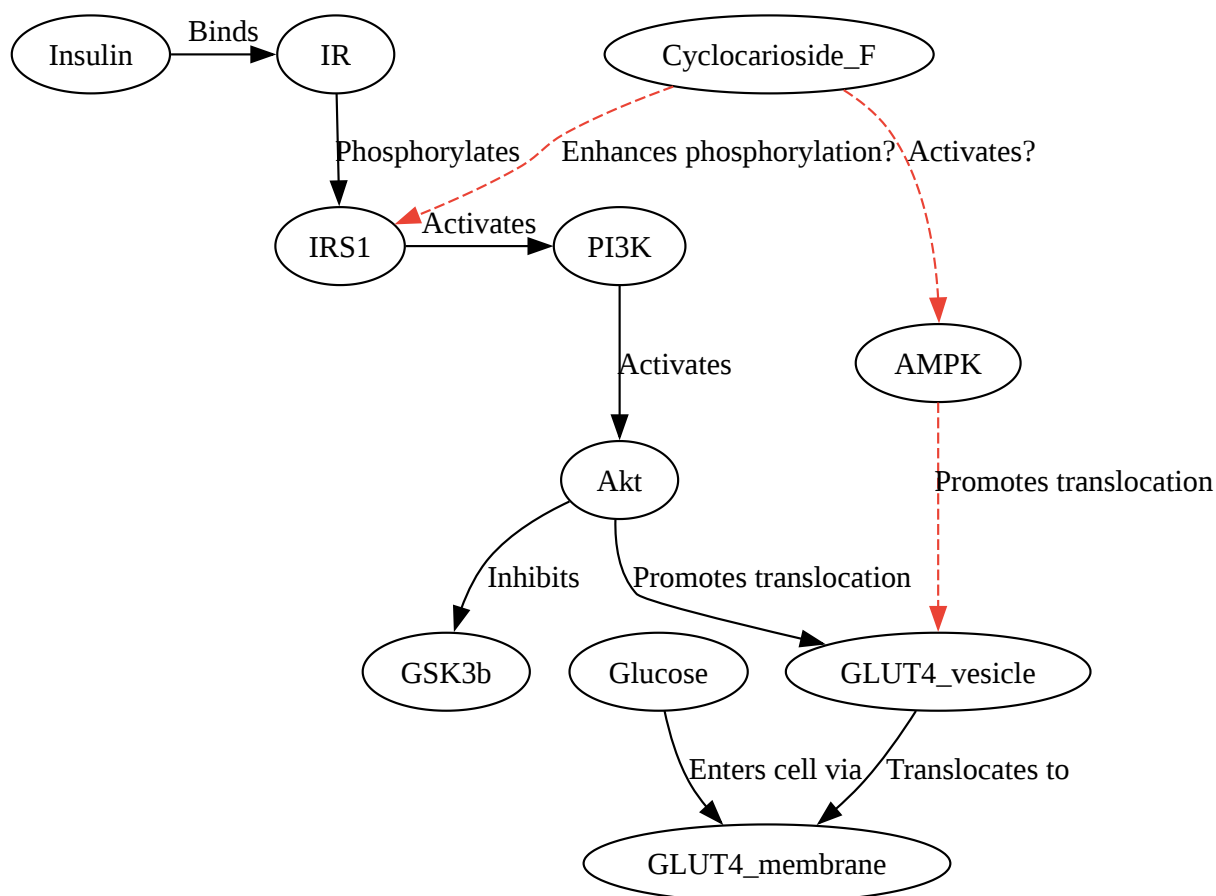 Binds
Insulin
IR
Cyclocarioside_F
Phosphorylates
Enhances phosphorylation?
Activates?
Activates
IRS1
PI3K
Activates
AMPK
Akt
Promotes translocation
Inhibits
Promotes translocation
GSK3b
Glucose
GLUT4_vesicle
Enters cell via
Translocates to
GLUT4_membrane